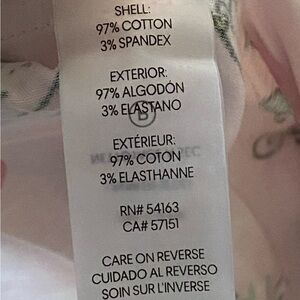 SHELL:
97% COTTON
3% SPANDEX
EXTERIOR:
97% ALGODÓN
3% ELASTANO
B
EXTÉRIEUR:
97% COTON
3% ELASTHANNE
RN# 54163
CA# 57151
CARE ON REVERSE
CUIDADO AL REVERSO
SOIN SUR L'INVERSE